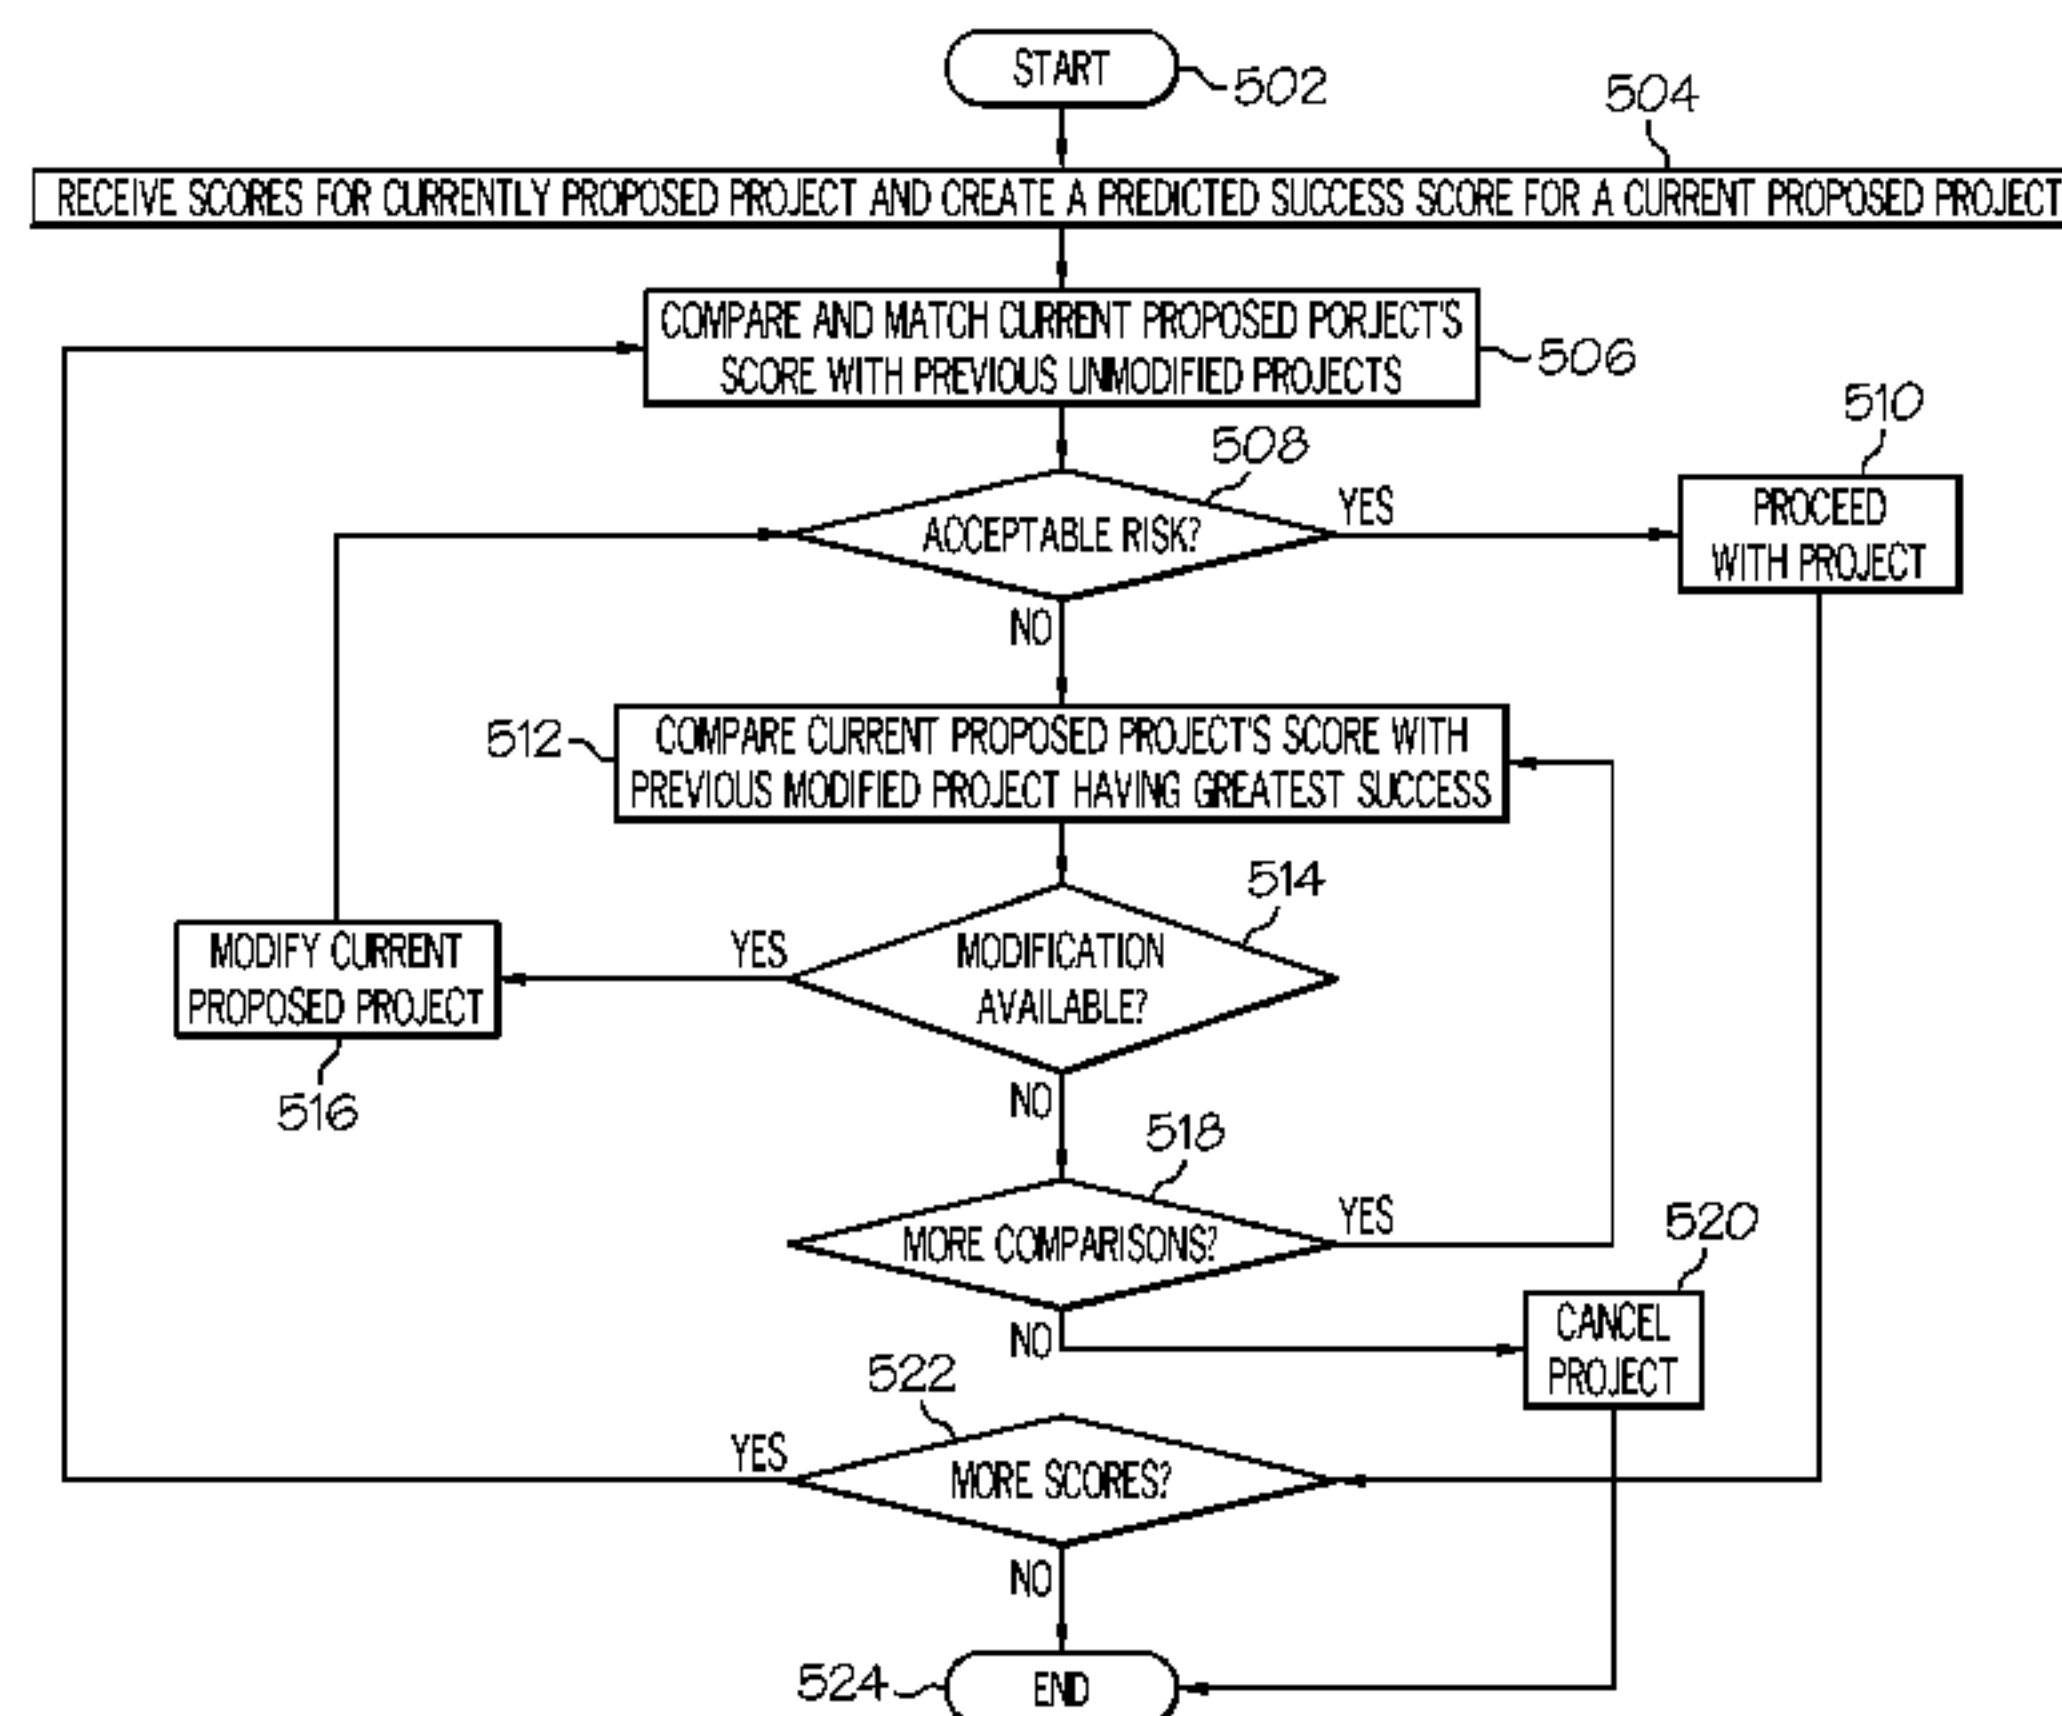 START
502
504
RECEIVE SCORES FOR CURRENTLY PROPOSED PROJECT AND CREATE A PREDICTED SUCCESS SCORE FOR A CURRENT PROPOSED PROJECT
COMPARE AND MATCH CURRENT PROPOSED PORJECT'S
SCORE WITH PREVIOUS UNMODIFIED PROJECTS
506
508
ACCEPTABLE RISK?
YES
510
PROCEED
WITH PROJECT
NO
512
COMPARE CURRENT PROPOSED PROJECT'S SCORE WITH
PREVIOUS MODIFIED PROJECT HAVING GREATEST SUCCESS
514
MODIFICATION
AVAILABLE?
YES
MODIFY CURRENT
PROPOSED PROJECT
516
NO
518
MORE COMPARISONS?
YES
520
CANCEL
PROJECT
NO
522
YES
MORE SCORES?
NO
524
END